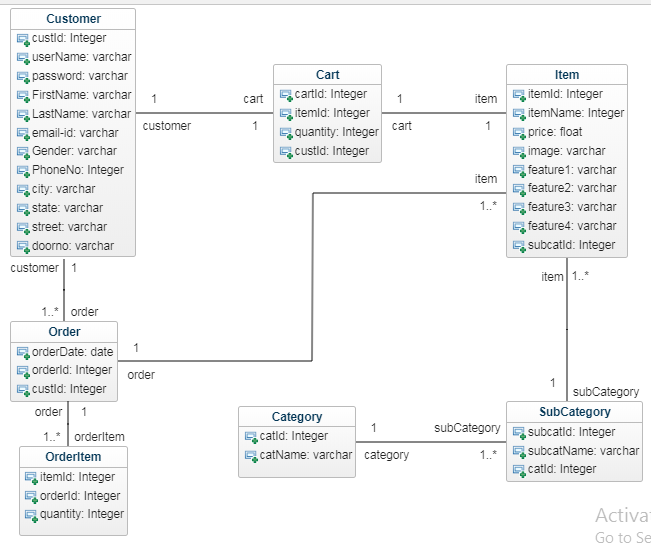 Customer
custId: Integer
userName: varchar
password: varchar
FirstName: varchar
LastName: varchar
email-id: varchar
Gender: varchar
PhoneNo: Integer
city: varchar
state: varchar
street: varchar
doorno: varchar
1
cart
customer
1
Cart
cartId: Integer
itemId: Integer
quantity: Integer
custId: Integer
1
item
cart
1
Item
itemId: Integer
itemName: Integer
price: float
image: varchar
feature1: varchar
feature2: varchar
feature3: varchar
feature4: varchar
subcatId: Integer
item
1..*
customer
1
1..*
order
Order
orderDate: date
orderId: Integer
custId: Integer
1
order
item
1..*
1
subCategory
order
1
1..*
orderItem
OrderItem
itemId: Integer
orderId: Integer
quantity: Integer
Category
catId: Integer
catName: varchar
1
subCategory
category
1..*
SubCategory
subcatId: Integer
subcatName: varchar
catId: Integer
Activa
Go to Se